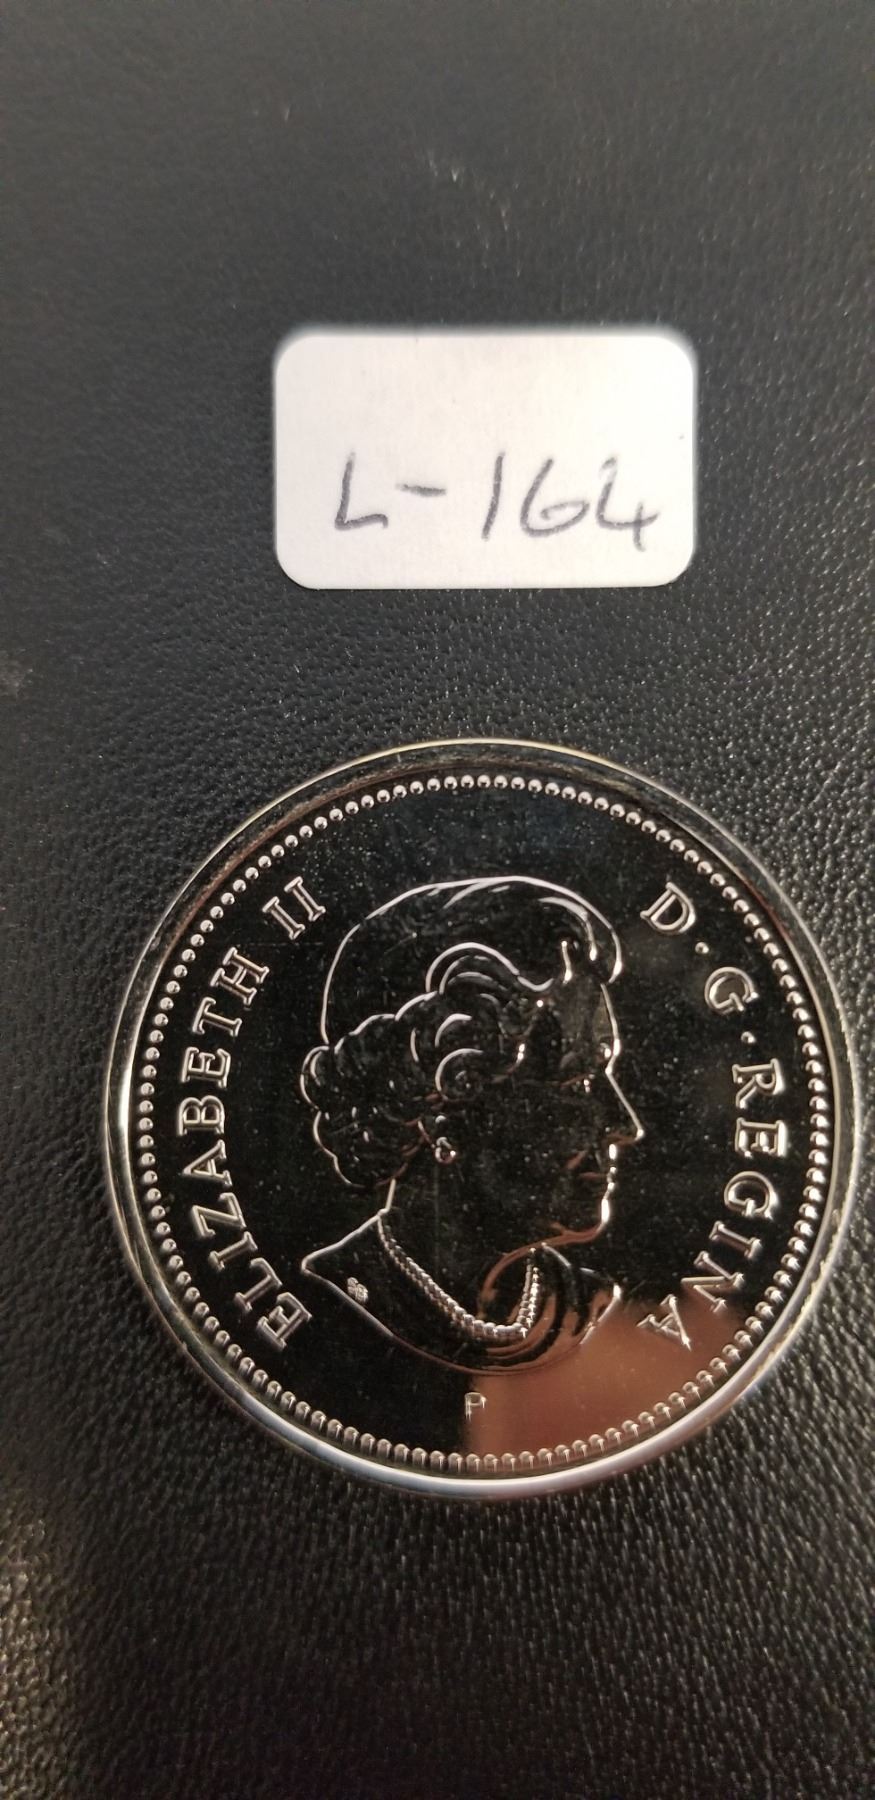 L-164
ELIZABETH II D·G·REGINA
P